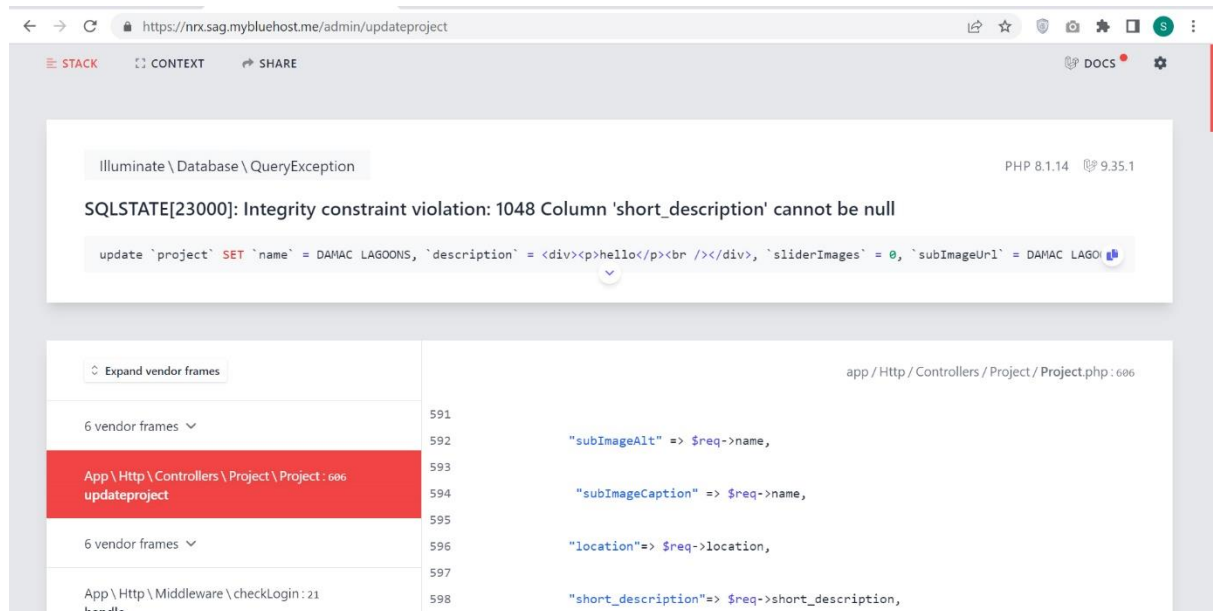 https://nrx.sag.mybluehost.me/admin/updateproject
S
STACK CONTEXT SHARE DOCS
Illuminate \ Database \ QueryException PHP 8.1.14 9.35.1
SQLSTATE[23000]: Integrity constraint violation: 1048 Column 'short_description' cannot be null
update `project` SET `name` = DAMAC LAGOONS, `description` = <div><p>hello</p><br /></div>, `sliderImages` = 0, `subImageUrl` = DAMAC LAGO
Expand vendor frames
app / Http / Controllers / Project / Project.php : 606
6 vendor frames
App \ Http \ Controllers \ Project \ Project : 606
updateproject
6 vendor frames
App \ Http \ Middleware \ checkLogin : 21
591
592 "subImageAlt" => $req->name,
593
594 "subImageCaption" => $req->name,
595
596 "location"=> $req->location,
597
598 "short_description"=> $req->short_description,